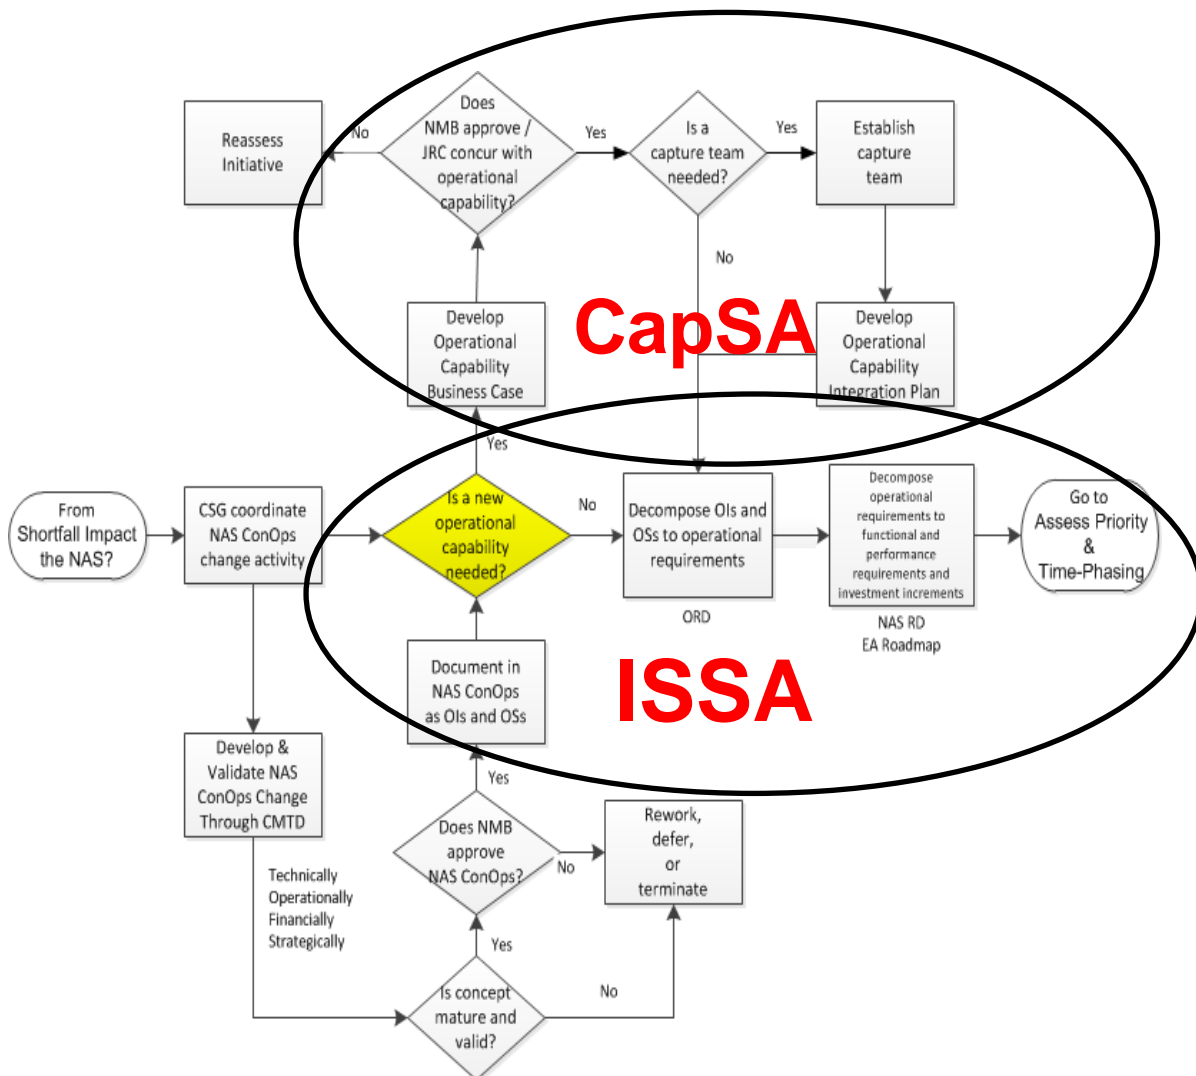 Does
NMB approve /
JRC concur with
operational
capability?
No
Reassess
Initiative
Yes
Is a
capture team
needed?
Yes
Establish
capture
team
No
CapSA
Develop
Operational
Capability
Business Case
Develop
Operational
Capability
Integration Plan
Yes
From
Shortfall Impact
the NAS?
CSG coordinate
NAS ConOps
change activity
Is a new
operational
capability
needed?
No
Decompose OIs and
OSs to operational
requirements
ORD
Decompose
operational
requirements to
functional and
performance
requirements and
investment increments
NAS RD
EA Roadmap
Go to
Assess Priority
&
Time-Phasing
Document in
NAS ConOps
as OIs and OSs
ISSA
Develop &
Validate NAS
ConOps Change
Through CMTD
Yes
Does NMB
approve
NAS ConOps?
No
Rework,
defer,
or
terminate
Technically
Operationally
Financially
Strategically
Yes
Is concept
mature and
valid?
No